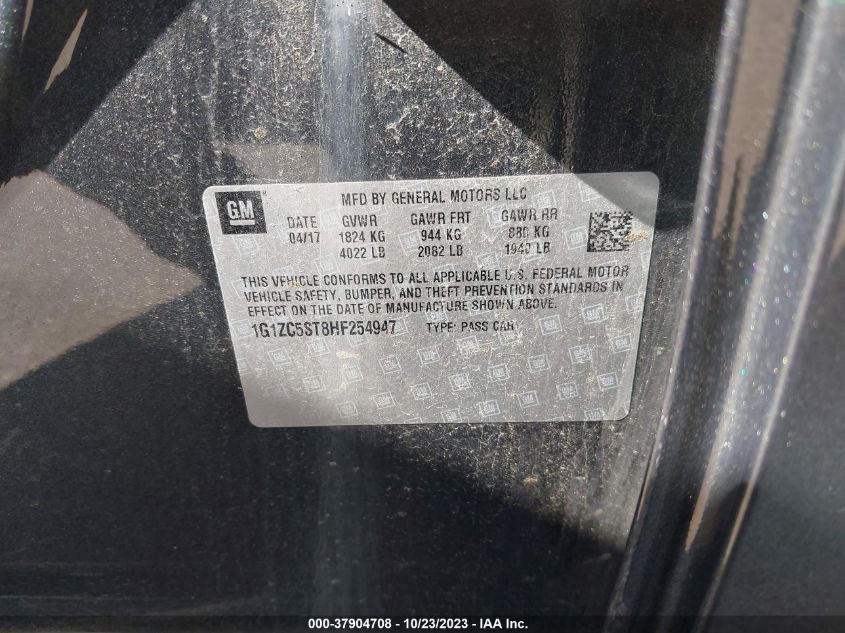 GM
MFD BY GENERAL MOTORS LLC
DATE GVWR GAWR FRT GAWR RR
04/17 1824 KG 944 KG 880 KG
4022 LB 2082 LB 1940 LB
THIS VEHICLE CONFORMS TO ALL APPLICABLE U.S. FEDERAL MOTOR
VEHICLE SAFETY, BUMPER, AND THEFT PREVENTION STANDARDS IN
EFFECT ON THE DATE OF MANUFACTURE SHOWN ABOVE.
1G1ZC5ST8HF254947 TYPE: PASS CAR
000-37904708 - 10/23/2023 - IAA Inc.